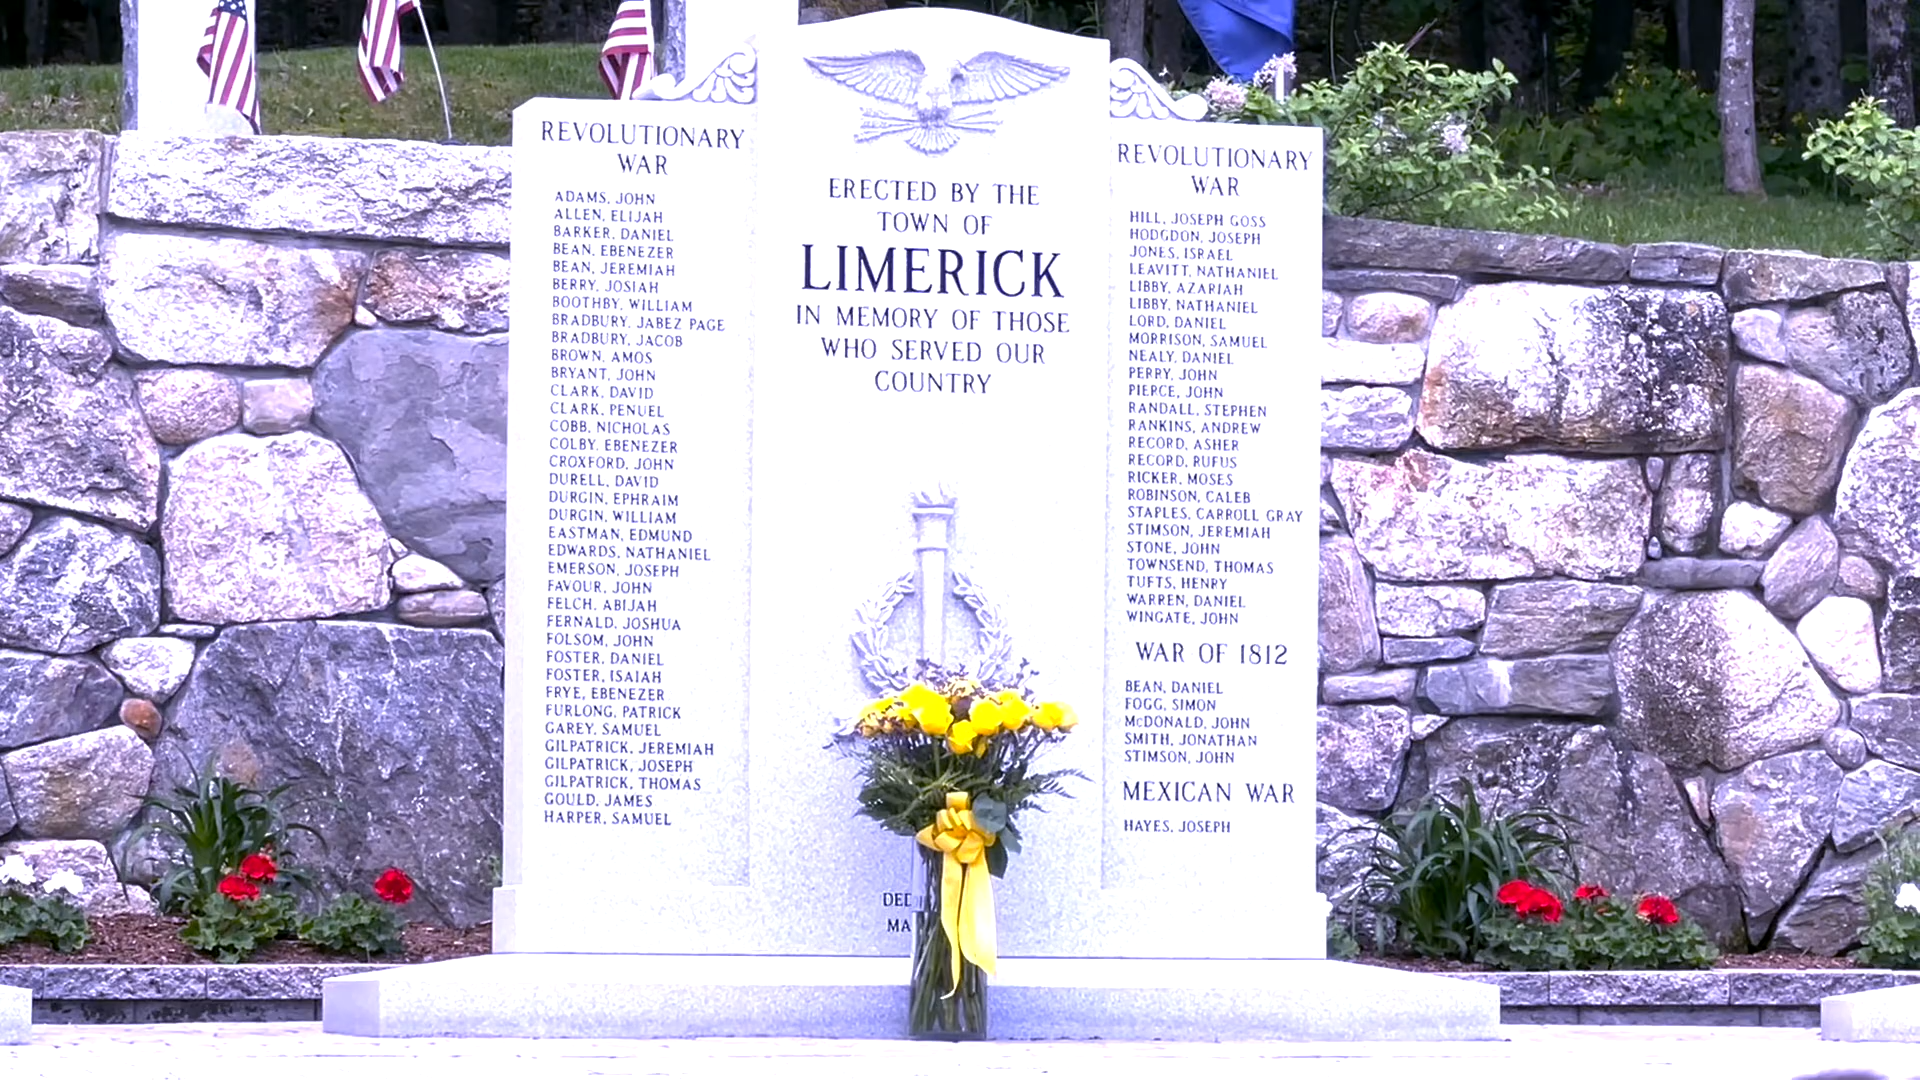 REVOLUTIONARY
WAR
ADAMS, JOHN
ALLEN, ELIJAH
BARKER, DANIEL
BEAN, EBENEZER
BEAN, JEREMIAH
BERRY, JOSIAH
BOOTHBY, WILLIAM
BRADBURY, JABEZ PAGE
BRADBURY, JACOB
BROWN, AMOS
BRYANT, JOHN
CLARK, DAVID
CLARK, PENUEL
COBB, NICHOLAS
COLBY, EBENEZER
CROXFORD, JOHN
DURELL, DAVID
DURGIN, EPHRAIM
DURGIN, WILLIAM
EASTMAN, EDMUND
EDWARDS, NATHANIEL
EMERSON, JOSEPH
FAVOUR, JOHN
FELCH, ABIJAH
FERNALD, JOSHUA
FOLSOM, JOHN
FOSTER, DANIEL
FOSTER, ISAIAH
FRYE, EBENEZER
FURLONG, PATRICK
GAREY, SAMUEL
GILPATRICK, JEREMIAH
GILPATRICK, JOSEPH
GILPATRICK, THOMAS
GOULD, JAMES
HARPER, SAMUEL
ERECTED BY THE
TOWN OF
LIMERICK
IN MEMORY OF THOSE
WHO SERVED OUR
COUNTRY
REVOLUTIONARY
WAR
HILL, JOSEPH GOSS
HODGDON, JOSEPH
JONES, ISRAEL
LEAVITT, NATHANIEL
LIBBY, AZARIAH
LIBBY, NATHANIEL
LORD, DANIEL
MORRISON, SAMUEL
NEALY, DANIEL
PERRY, JOHN
PIERCE, JOHN
RANDALL, STEPHEN
RANKINS, ANDREW
RECORD, ASHER
RECORD, RUFUS
RICKER, MOSES
ROBINSON, CALEB
STAPLES, CARROLL GRAY
STIMSON, JEREMIAH
STONE, JOHN
TOWNSEND, THOMAS
TUFTS, HENRY
WARREN, DANIEL
WINGATE, JOHN
WAR OF 1812
BEAN, DANIEL
FOGG, SIMON
McDONALD, JOHN
SMITH, JONATHAN
STIMSON, JOHN
MEXICAN WAR
HAYES, JOSEPH